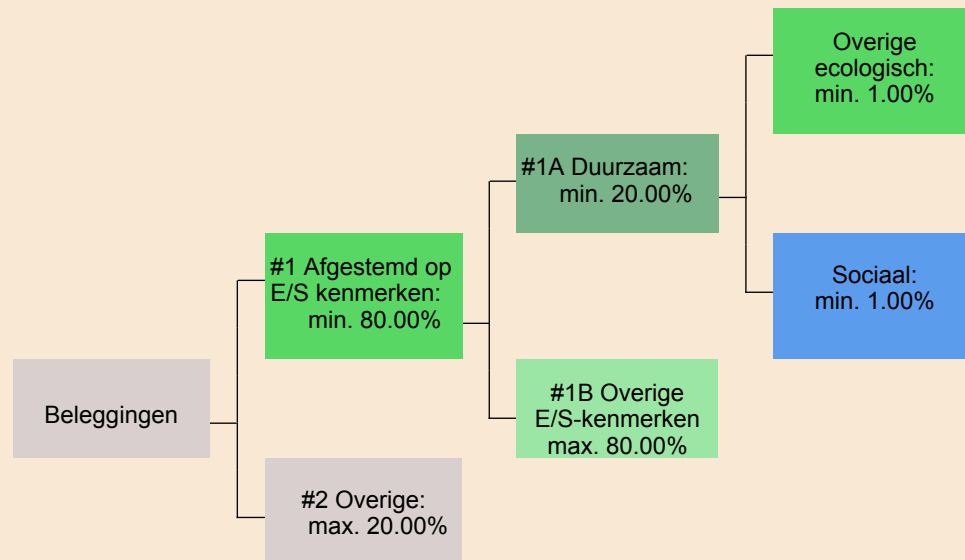 Beleggingen
#1 Afgestemd op
E/S kenmerken:
min. 80.00%
#2 Overige:
max. 20.00%
#1A Duurzaam:
min. 20.00%
#1B Overige
E/S-kenmerken
max. 80.00%
Overige
ecologisch:
min. 1.00%
Sociaal:
min. 1.00%